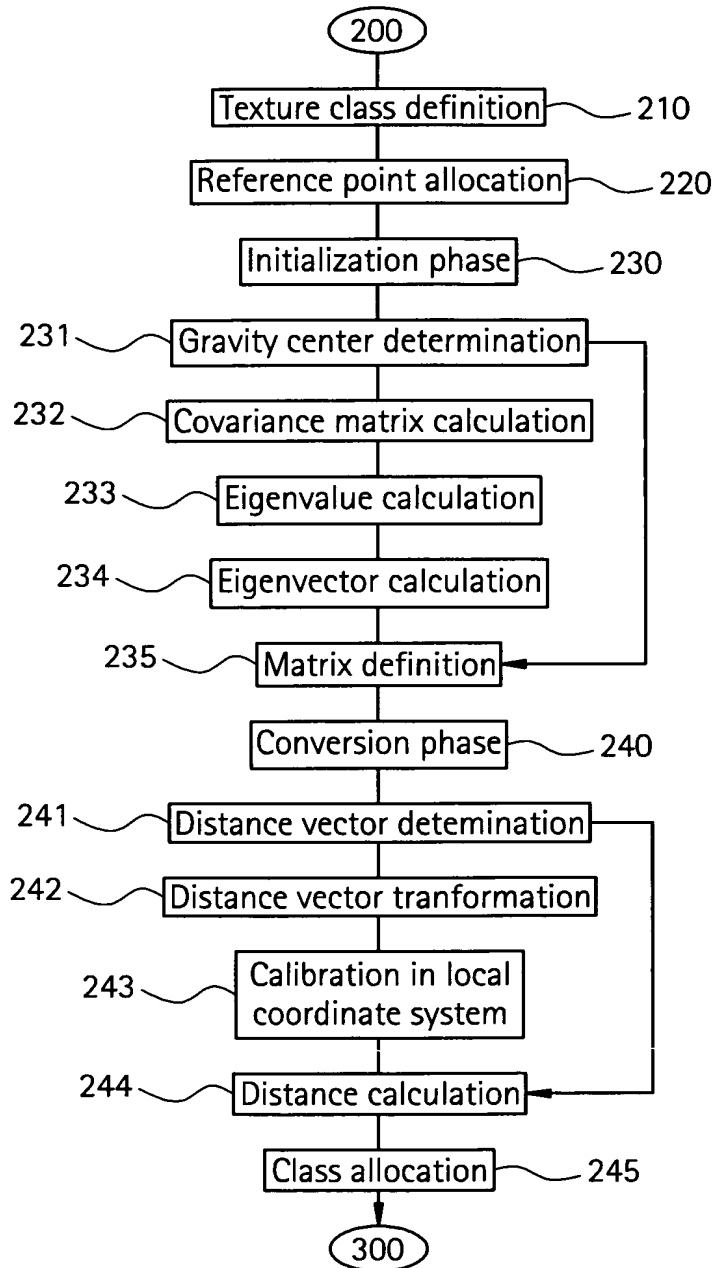 200
Texture class definition
210
Reference point allocation
220
Initialization phase
230
231
Gravity center determination
232
Covariance matrix calculation
233
Eigenvalue calculation
234
Eigenvector calculation
235
Matrix definition
Conversion phase
240
241
Distance vector detemination
242
Distance vector tranformation
243
Calibration in local
coordinate system
244
Distance calculation
Class allocation
245
300